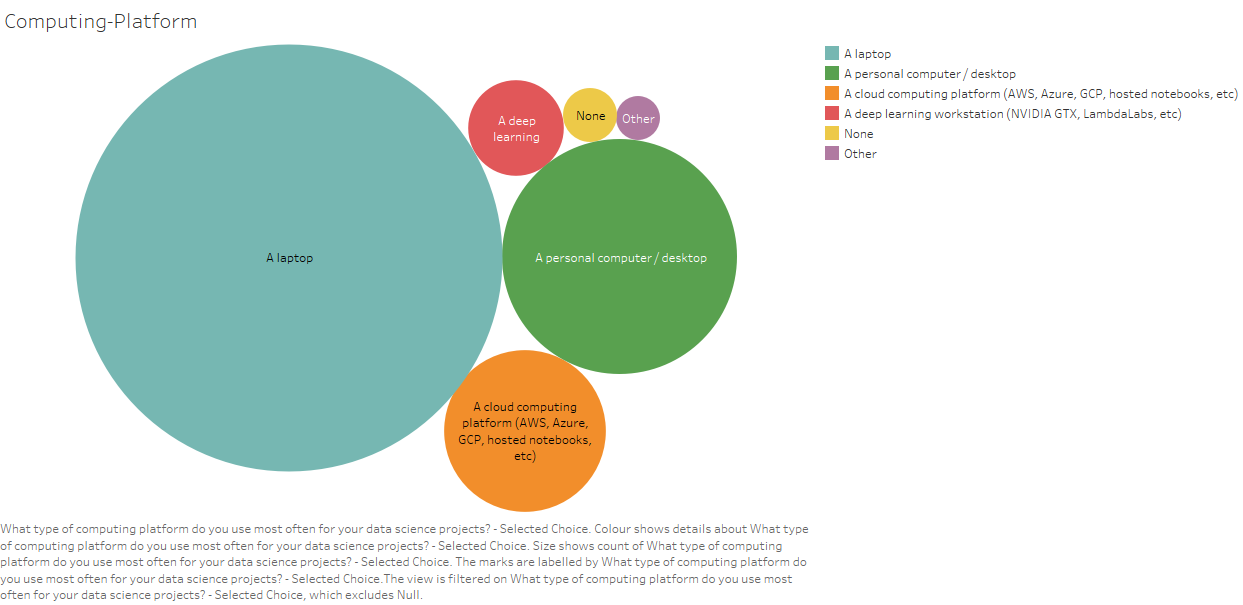 Computing-Platform
A laptop
A personal computer / desktop
A cloud computing platform (AWS, Azure, GCP, hosted notebooks, etc)
A deep learning workstation (NVIDIA GTX, LambdaLabs, etc)
None
Other
A deep
learning
None
Other
A laptop
A personal computer / desktop
A cloud computing
platform (AWS, Azure,
GCP, hosted notebooks,
etc)
What type of computing platform do you use most often for your data science projects? - Selected Choice. Colour shows details about What type
of computing platform do you use most often for your data science projects? - Selected Choice. Size shows count of What type of computing
platform do you use most often for your data science projects? - Selected Choice. The marks are labelled by What type of computing platform do
you use most often for your data science projects? - Selected Choice.The view is filtered on What type of computing platform do you use most
often for your data science projects? - Selected Choice, which excludes Null.